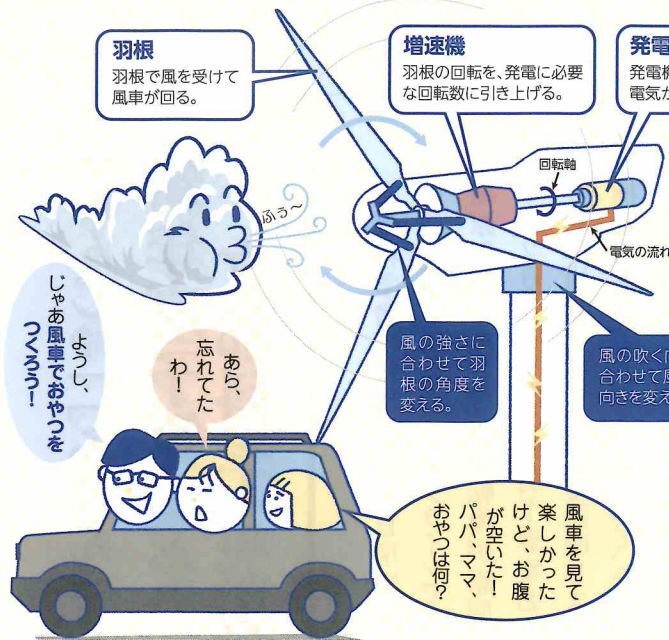 羽根
羽根で風を受けて
風車が回る。
増速機
羽根の回転を、発電に必要
な回転数に引き上げる。
発電
発電機
電気が
回転軸
電気の流れ
ふぅ〜
風の強さに
合わせて羽
根の角度を
変える。
風の吹く
合わせて風
向きを変え
風車を見て
楽しかった
けど、お腹
が空いた!
パパ、ママ、
おやつは何?
あら、
忘れてた
わ!
ようし、
じゃあ風車でおやつを
つくろう!